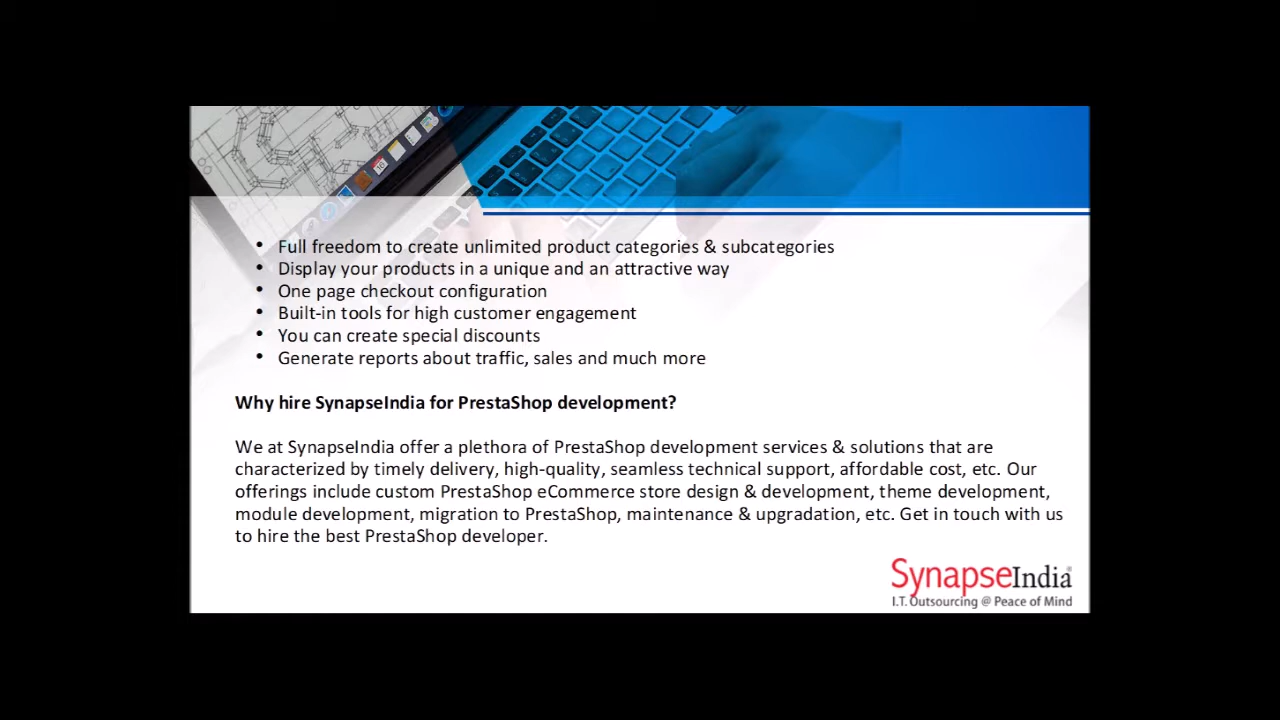 • Full freedom to create unlimited product categories & subcategories
• Display your products in a unique and an attractive way
• One page checkout configuration
• Built-in tools for high customer engagement
• You can create special discounts
• Generate reports about traffic, sales and much more
Why hire SynapseIndia for PrestaShop development?
We at SynapseIndia offer a plethora of PrestaShop development services & solutions that are
characterized by timely delivery, high-quality, seamless technical support, affordable cost, etc. Our
offerings include custom PrestaShop eCommerce store design & development, theme development,
module development, migration to PrestaShop, maintenance & upgradation, etc. Get in touch with us
to hire the best PrestaShop developer.
SynapseIndia®
I.T. Outsourcing @ Peace of Mind